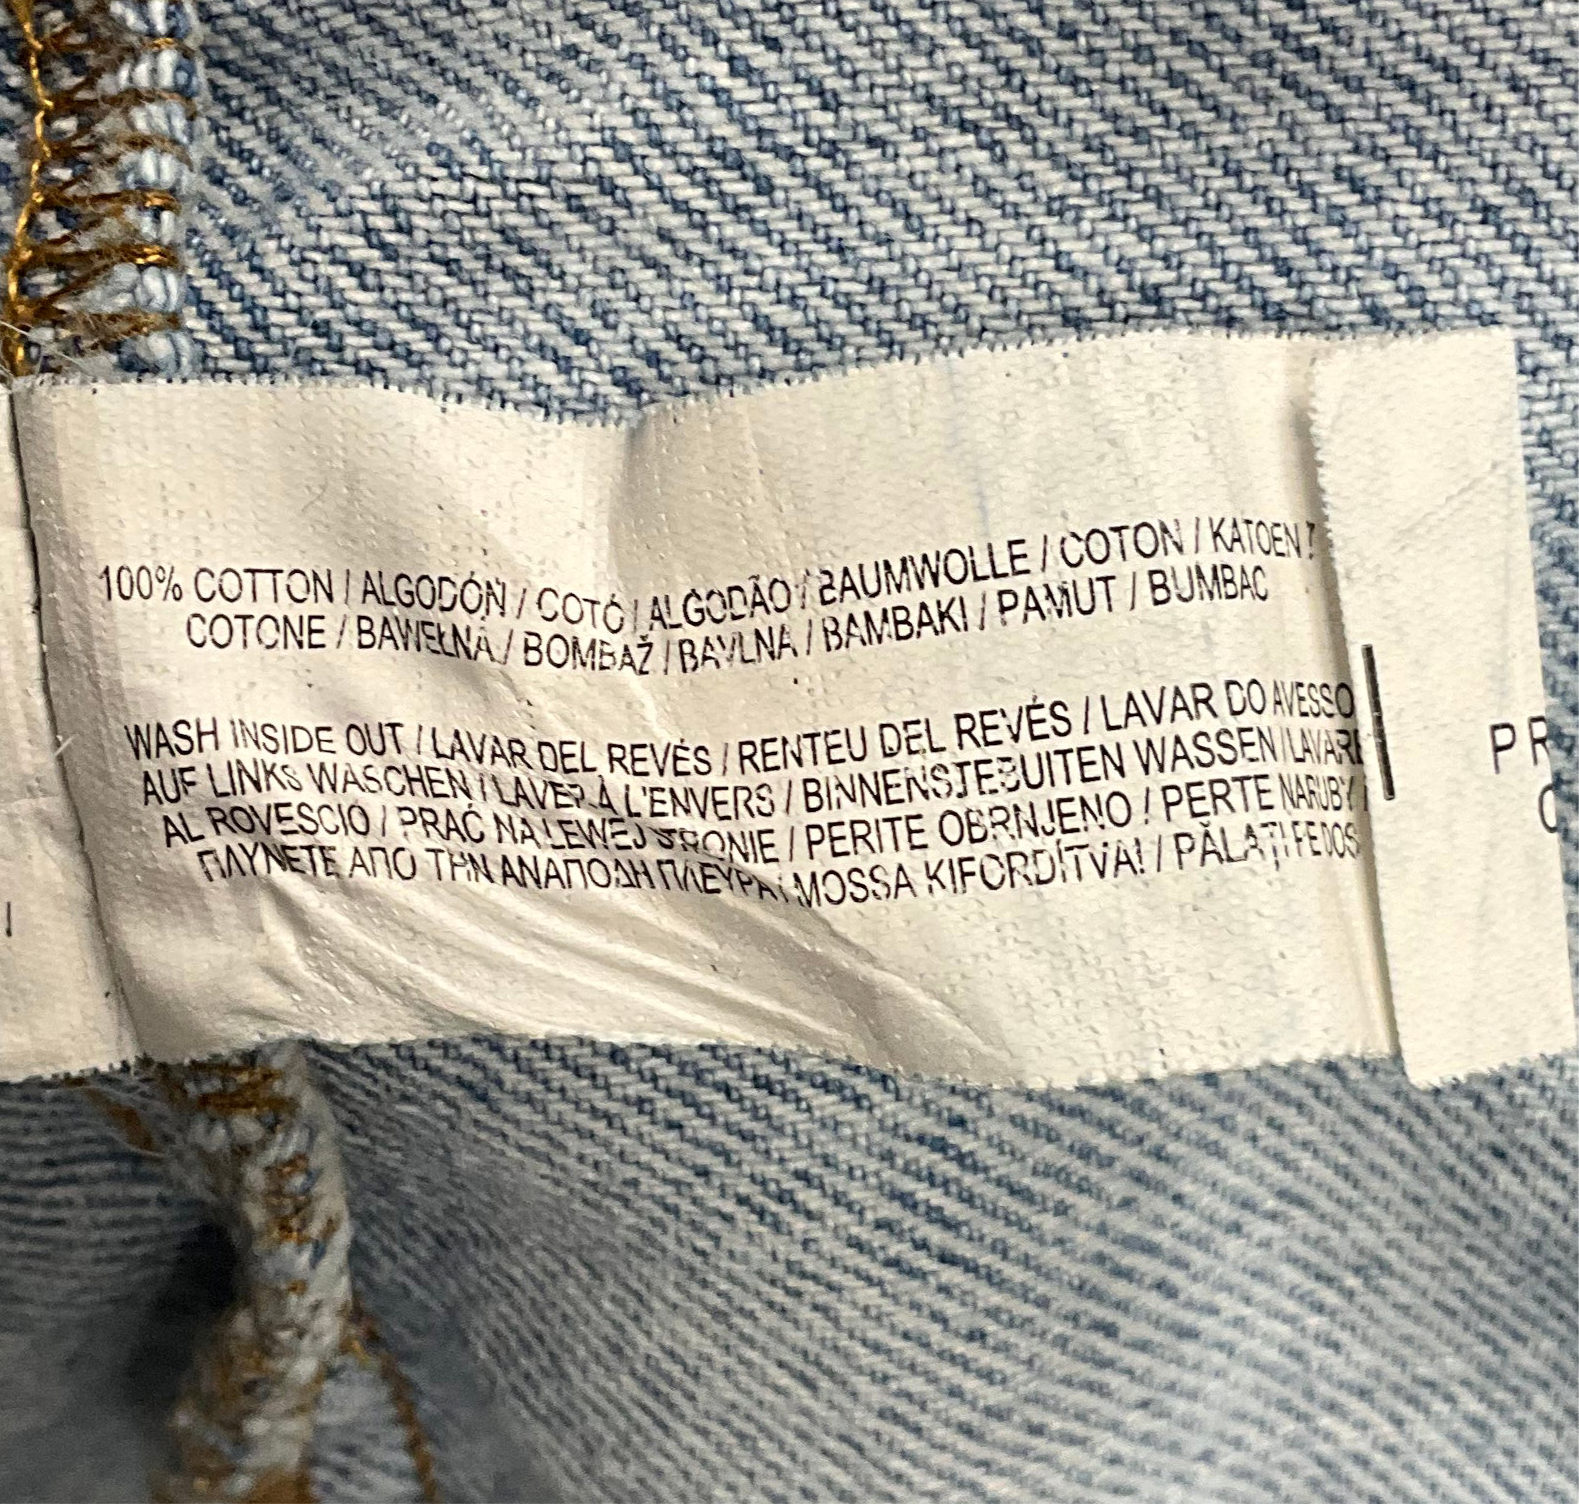 100% COTTON / ALGODÓN / COTÓ / ALGODÃO / BAUMWOLLE / COTON / KATOEN /
COTONE / BAWEŁNA / BOMBAŽ / BAVLNA / BAMBAKI / PAMUT / BUMBAC
WASH INSIDE OUT / LAVAR DEL REVÉS / RENTEU DEL REVÉS / LAVAR DO AVESSO
AUF LINKS WASCHEN / LAVER À L'ENVERS / BINNENSTEBUITEN WASSEN / LAVARE
AL ROVESCIO / PRAĆ NA LEWEJ STRONIE / PERITE OBRNJENO / PERTE NARUBY /
ΠΛΥΝΕΤΕ ΑΠΟ ΤΗΝ ΑΝΑΠΟΔΗ ΠΛΕΥΡΑ / MOSSA KIFORDÍTVA! / PĂLAȚI PE DOS
PR